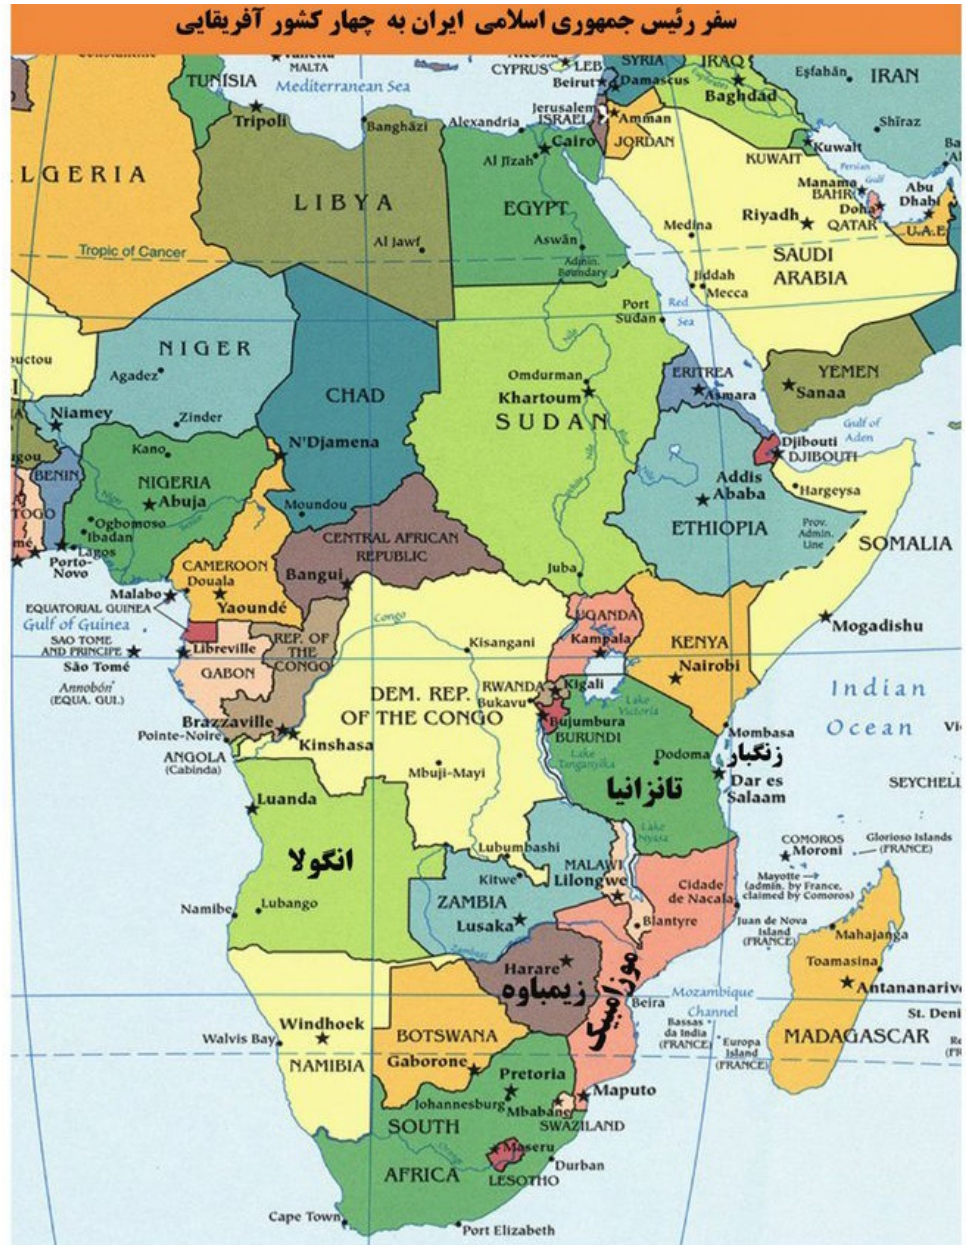 سفر رئیس جمهوری اسلامی ایران به چهار کشور آفریقایی
TUNISIA
MALTA
Mediterranean Sea
CYPRUS
LEB
Beirut
SYRIA
Damascus
IRAQ
Baghdad
Eşfahān
IRAN
Tripoli
Banghāzī
Alexandria
Jerusalem
ISRAEL
Amman
JORDAN
Shīraz
LGERIA
LIBYA
Al Jīzah
Cairo
EGYPT
KUWAIT
Kuwait
Persian
Gulf
Manama
BAHR
Doha
QATAR
Abu
Dhabi
U.A.E
Al Jawf
Aswān
Medina
Riyadh
Tropic of Cancer
Admin.
Boundary
SAUDI
ARABIA
Jiddah
Mecca
Port
Sudan
Red
Sea
NIGER
Agadez
CHAD
Omdurman
Khartoum
SUDAN
ERITREA
Asmara
YEMEN
Sanaa
Niamey
Zinder
N'Djamena
Gulf of
Aden
Kano
Djibouti
DJIBOUTI
BENIN
NIGERIA
Abuja
Addis
Ababa
Hargeysa
TOGO
Ogbomoso
Ibadan
Lagos
Porto-
Novo
Moundou
CENTRAL AFRICAN
REPUBLIC
ETHIOPIA
Prov.
Admin.
Line
SOMALIA
CAMEROON
Douala
Bangui
Juba
Malabo
EQUATORIAL GUINEA
Yaoundé
Gulf of Guinea
SAO TOME
AND PRINCIPE
São Tomé
Libreville
REP. OF
THE
CONGO
Congo
Kisangani
UGANDA
Kampala
KENYA
Nairobi
Mogadishu
Annobón
(EQUA. GUI.)
GABON
DEM. REP.
OF THE CONGO
RWANDA
Kigali
Bukavu
Lake
Victoria
Indian
Ocean
Brazzaville
Pointe-Noire
Kinshasa
Bujumbura
BURUNDI
Mombasa
زنگبار
ANGOLA
(Cabinda)
Mbuji-Mayi
Lake
Tanganyika
Dodoma
تانزانیا
Dar es
Salaam
SEYCHELL
Luanda
انگولا
Lubumbashi
Kitwe
MALAWI
Lilongwe
Lake
Nyasa
COMOROS
Moroni
Glorioso Islands
(FRANCE)
Mayotte
(admin. by France,
claimed by Comoros)
Namibe
Lubango
ZAMBIA
Lusaka
Cidade
de Nacala
Blantyre
Juan de Nova
Island
(FRANCE)
Mahajanga
Zambezi
Harare
زیمباوه
موزامبیک
Toamasina
Antananarivo
Beira
Mozambique
Channel
St. Deni
Windhoek
Walvis Bay
NAMIBIA
BOTSWANA
Gaborone
Bassas
da India
(FRANCE)
Europa
Island
(FRANCE)
MADAGASCAR
Pretoria
Johannesburg
Mbabane
Maputo
SWAZILAND
SOUTH
AFRICA
Orange
Maseru
LESOTHO
Durban
Cape Town
Port Elizabeth